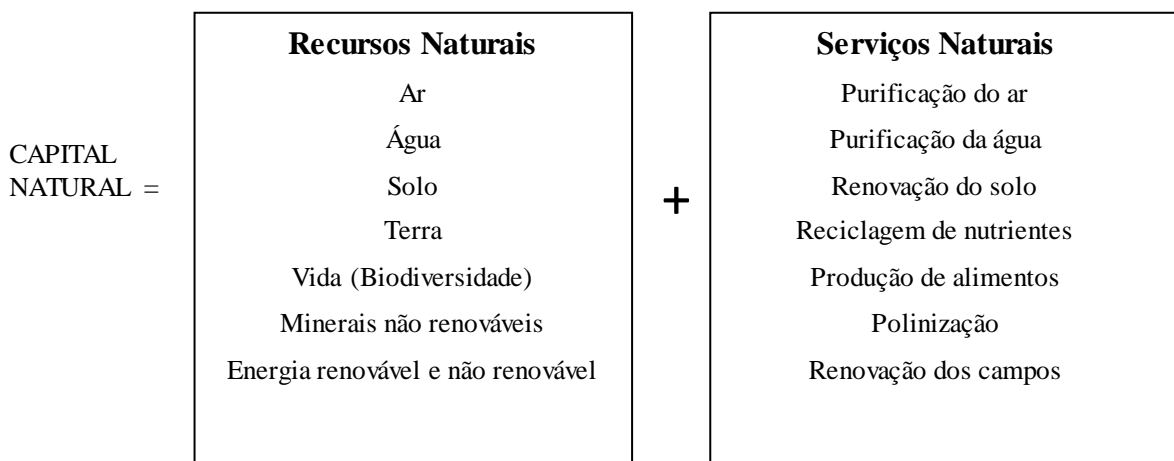 CAPITAL
NATURAL =
Recursos Naturais
Ar
Água
Solo
Terra
Vida (Biodiversidade)
Minerais não renováveis
Energia renovável e não renovável
+
Serviços Naturais
Purificação do ar
Purificação da água
Renovação do solo
Reciclagem de nutrientes
Produção de alimentos
Polinização
Renovação dos campos